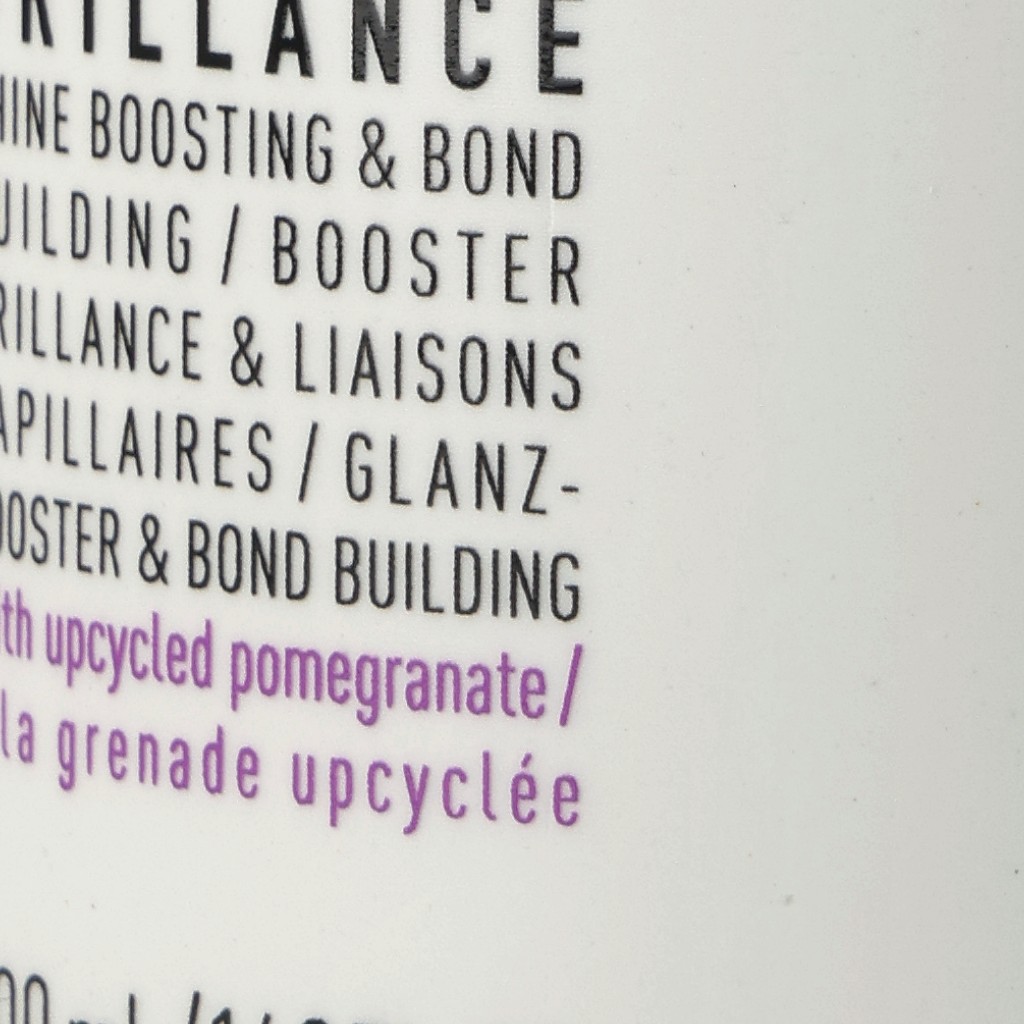 RILLANCE
HINE BOOSTING & BOND
UILDING / BOOSTER
RILLANCE & LIAISONS
APILLAIRES / GLANZ-
OOSTER & BOND BUILDING
th upcycled pomegranate /
la grenade upcyclée